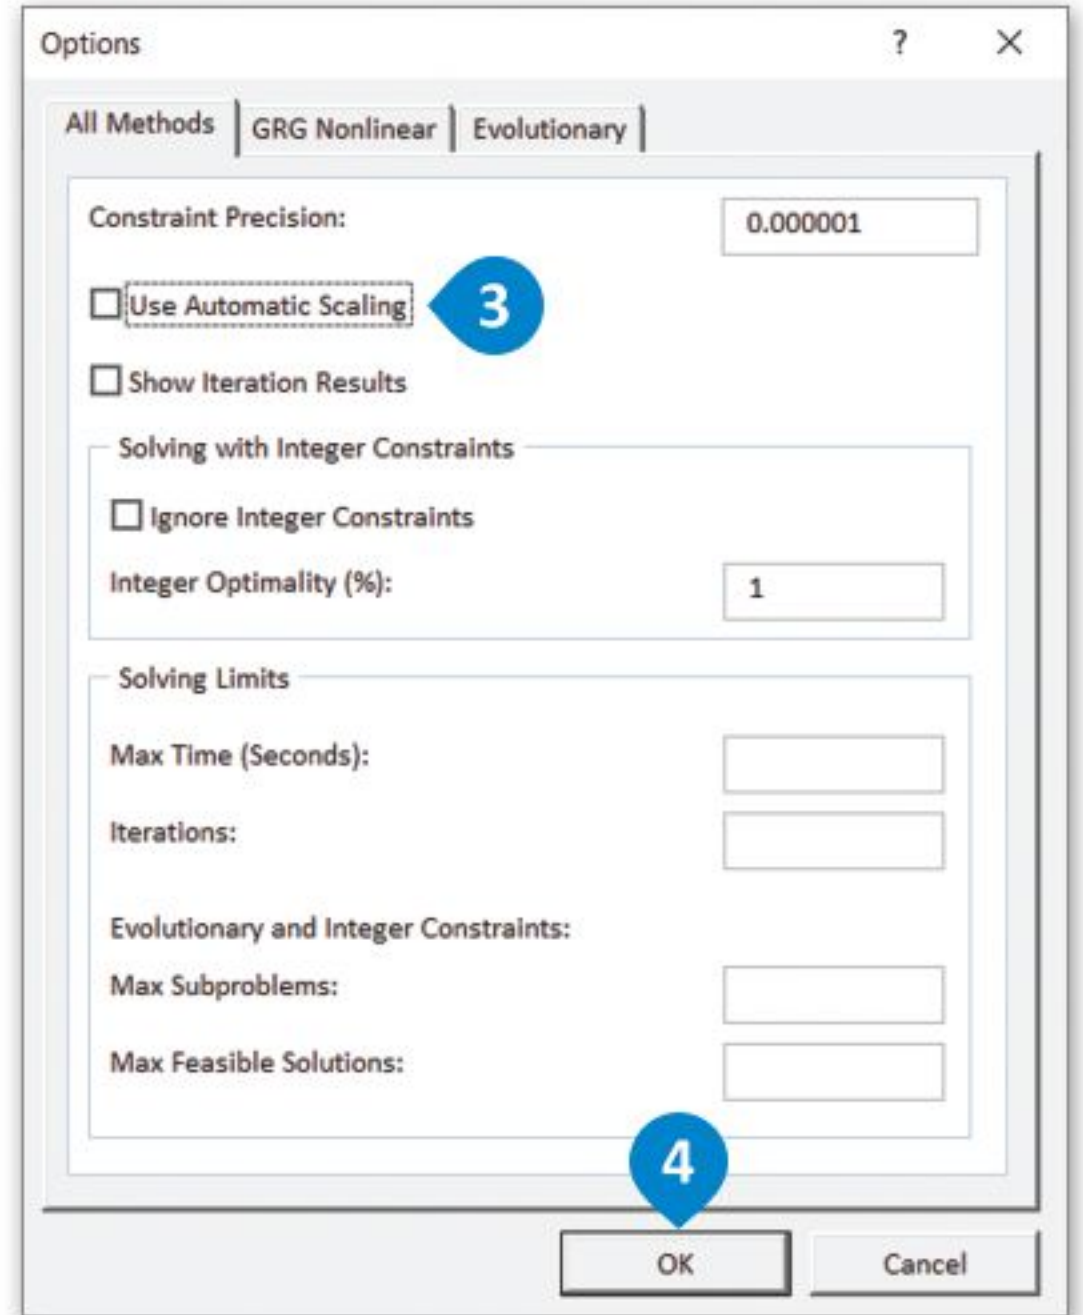 Options ? X
All Methods GRG Nonlinear Evolutionary
Constraint Precision: 0.000001
Use Automatic Scaling 3
Show Iteration Results
Solving with Integer Constraints
Ignore Integer Constraints
Integer Optimality (%): 1
Solving Limits
Max Time (Seconds):
Iterations:
Evolutionary and Integer Constraints:
Max Subproblems:
Max Feasible Solutions:
4
OK Cancel